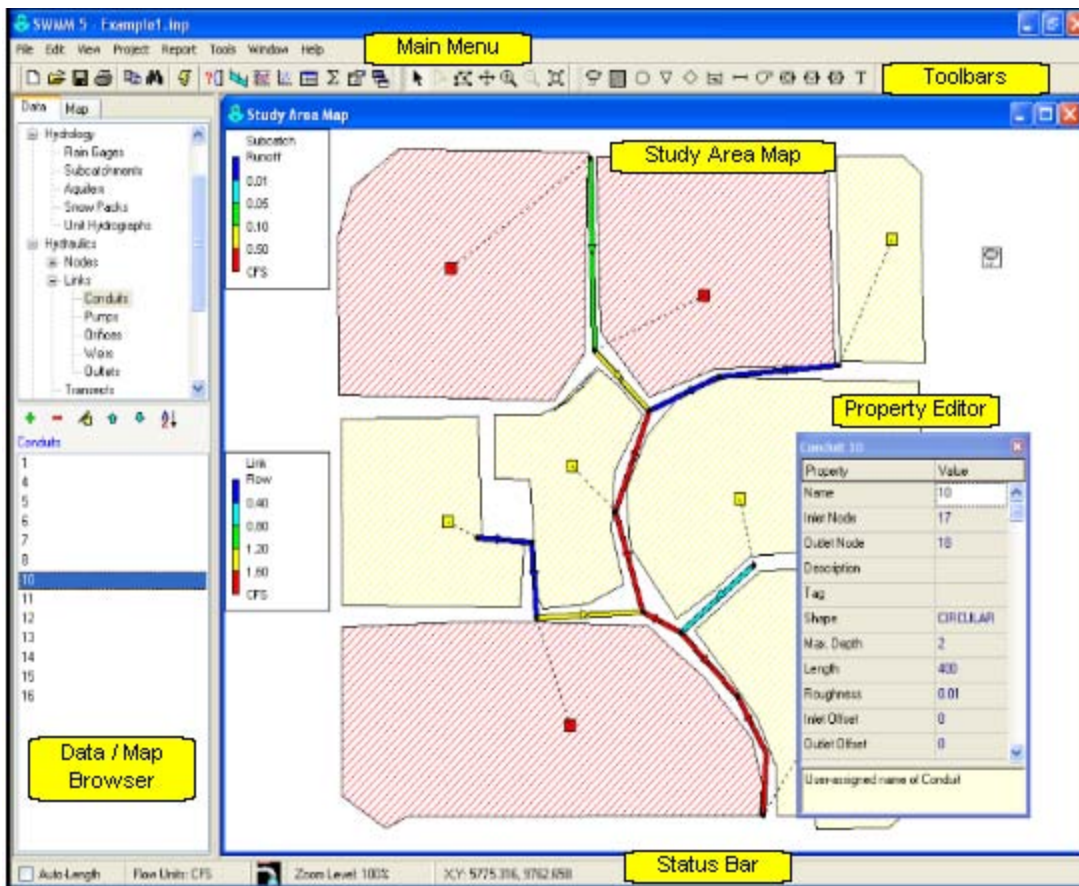 SWMM 5 - Example1.inp
File Edit View Project Report Tools Window Help
Main Menu
Toolbars
Data Map
Hydrology
Rain Gages
Subcatchments
Aquifers
Snow Packs
Unit Hydrographs
Hydraulics
Nodes
Links
Conduits
Pumps
Orifices
Weirs
Outlets
Transects
Conduits
1
4
5
6
7
8
10
11
12
13
14
15
16
Data / Map
Browser
Study Area Map
Subcatch
Runoff
0.01
0.05
0.10
0.50
CFS
Study Area Map
Link
Flow
0.40
0.80
1.20
1.60
CFS
Property Editor
Conduit 10
Property Value
Name 10
Inlet Node 17
Outlet Node 18
Description
Tag
Shape CIRCULAR
Max. Depth 2
Length 400
Roughness 0.01
Inlet Offset 0
Outlet Offset 0
User-assigned name of Conduit
Status Bar
Auto-Length Flow Units: CFS Zoom Level: 100% X,Y: 5775.316, 9762.658